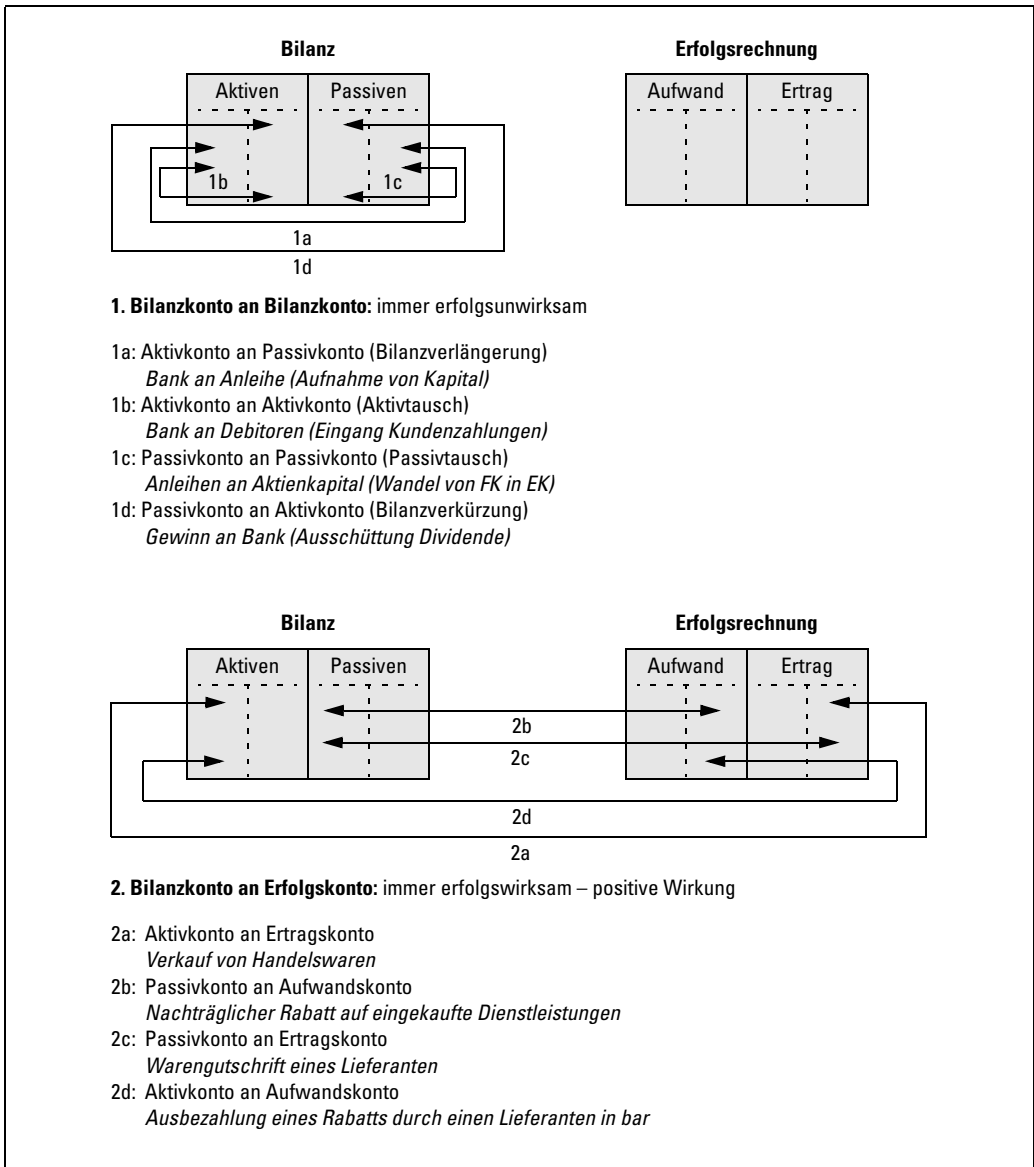 Bilanz Erfolgsrechnung
Aktiven Passiven Aufwand Ertrag
1b 1c
1a
1d
1. Bilanzkonto an Bilanzkonto: immer erfolgsunwirksam
1a: Aktivkonto an Passivkonto (Bilanzverlängerung)
Bank an Anleihe (Aufnahme von Kapital)
1b: Aktivkonto an Aktivkonto (Aktivtausch)
Bank an Debitoren (Eingang Kundenzahlungen)
1c: Passivkonto an Passivkonto (Passivtausch)
Anleihen an Aktienkapital (Wandel von FK in EK)
1d: Passivkonto an Aktivkonto (Bilanzverkürzung)
Gewinn an Bank (Ausschüttung Dividende)
Bilanz Erfolgsrechnung
Aktiven Passiven Aufwand Ertrag
2b
2c
2d
2a
2. Bilanzkonto an Erfolgskonto: immer erfolgswirksam – positive Wirkung
2a: Aktivkonto an Ertragskonto
Verkauf von Handelswaren
2b: Passivkonto an Aufwandskonto
Nachträglicher Rabatt auf eingekaufte Dienstleistungen
2c: Passivkonto an Ertragskonto
Warengutschrift eines Lieferanten
2d: Aktivkonto an Aufwandskonto
Ausbezahlung eines Rabatts durch einen Lieferanten in bar